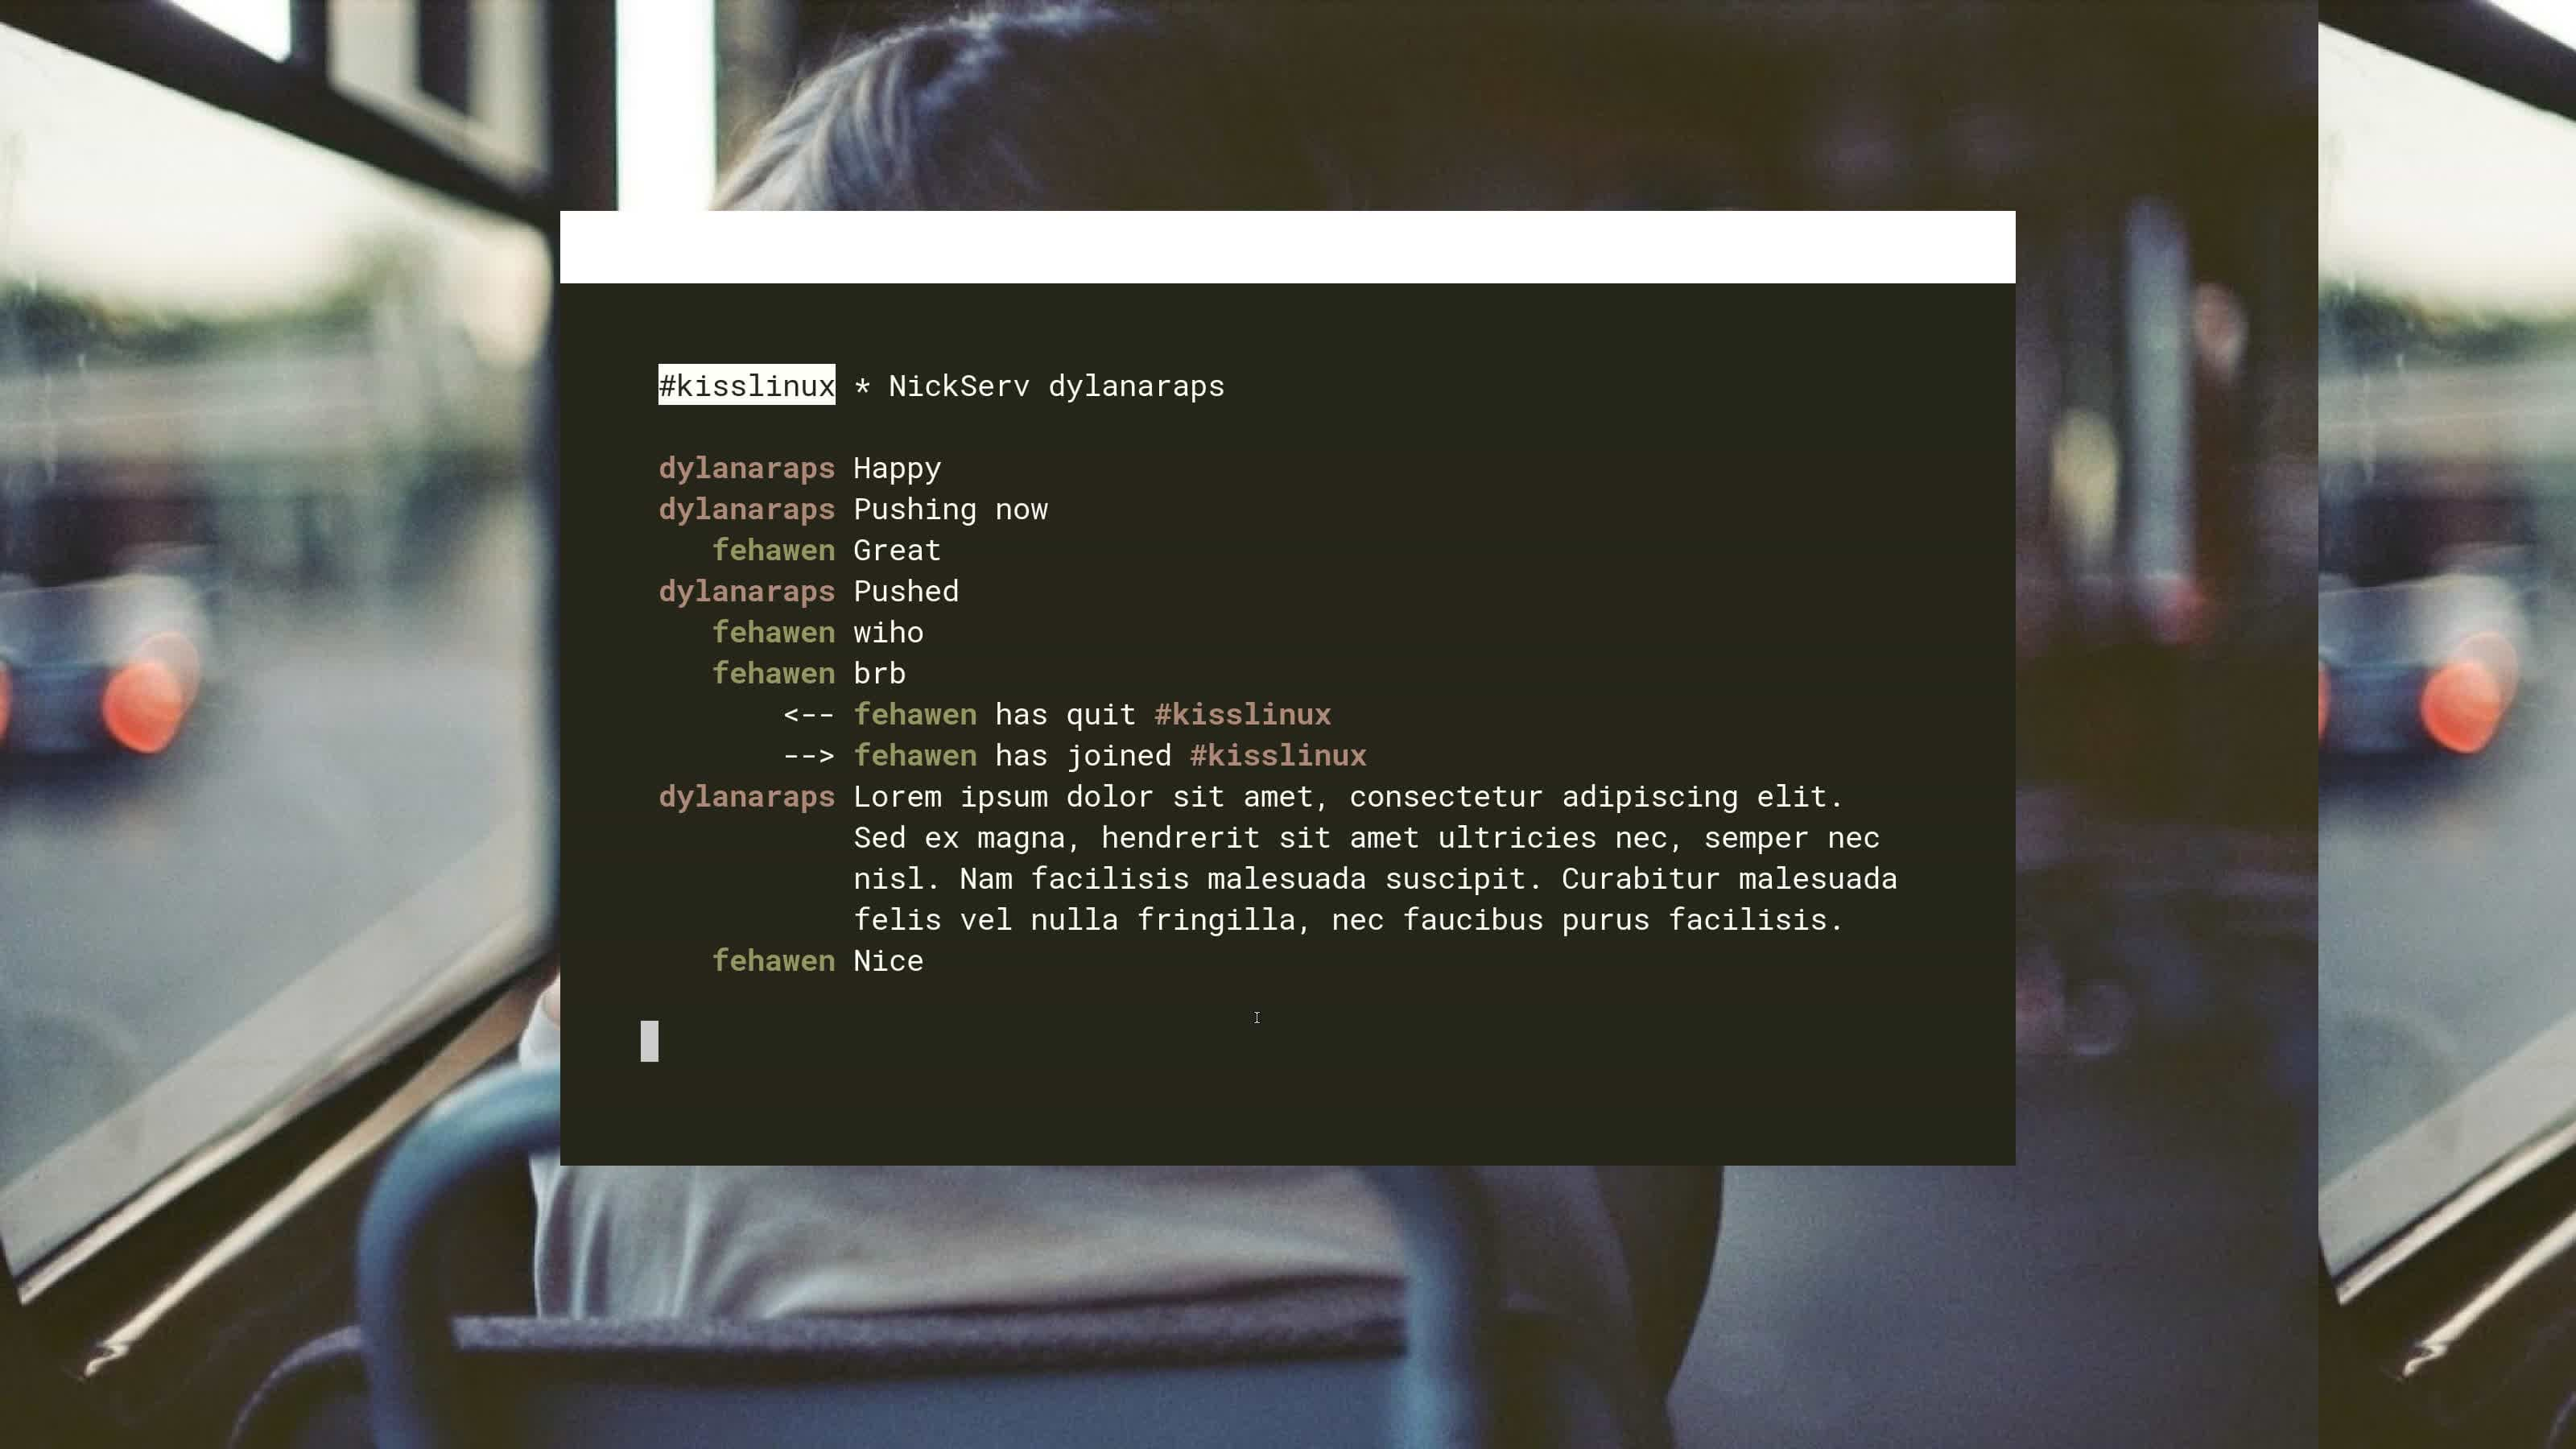 #kisslinux * NickServ dylanaraps
dylanaraps Happy
dylanaraps Pushing now
fehawen Great
dylanaraps Pushed
fehawen wiho
fehawen brb
<-- fehawen has quit #kisslinux
--> fehawen has joined #kisslinux
dylanaraps Lorem ipsum dolor sit amet, consectetur adipiscing elit.
Sed ex magna, hendrerit sit amet ultricies nec, semper nec
nisl. Nam facilisis malesuada suscipit. Curabitur malesuada
felis vel nulla fringilla, nec faucibus purus facilisis.
fehawen Nice